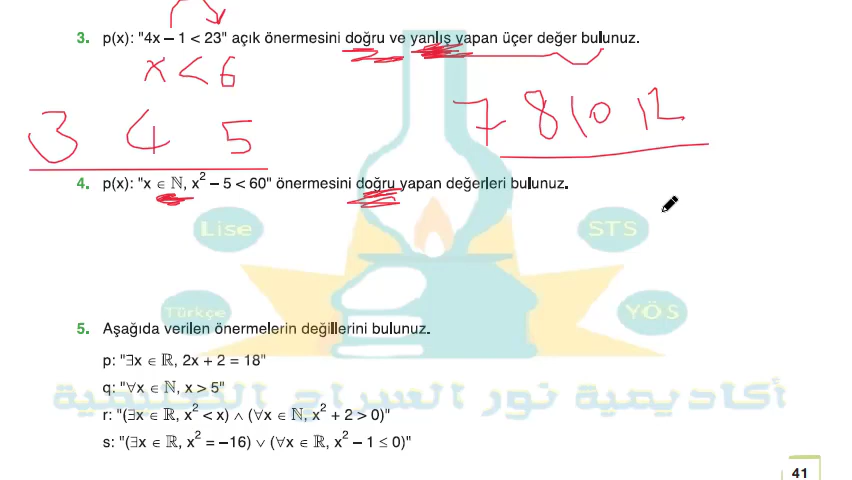 3. p(x): "4x – 1 < 23" açık önermesini doğru ve yanlış yapan üçer değer bulunuz.
x < 6
3 4 5 7 8 10 12
4. p(x): "x ∈ ℕ, x² – 5 < 60" önermesini doğru yapan değerleri bulunuz.
Lise STS
Türkçe YÖS
5. Aşağıda verilen önermelerin değillerini bulunuz.
p: "∃x ∈ ℝ, 2x + 2 = 18"
q: "∀x ∈ ℕ, x > 5"
أكاديمية نور السراج التعليمية
r: "(∃x ∈ ℝ, x² < x) ∧ (∀x ∈ ℕ, x² + 2 > 0)"
s: "(∃x ∈ ℝ, x² = –16) ∨ (∀x ∈ ℝ, x² – 1 ≤ 0)"
41